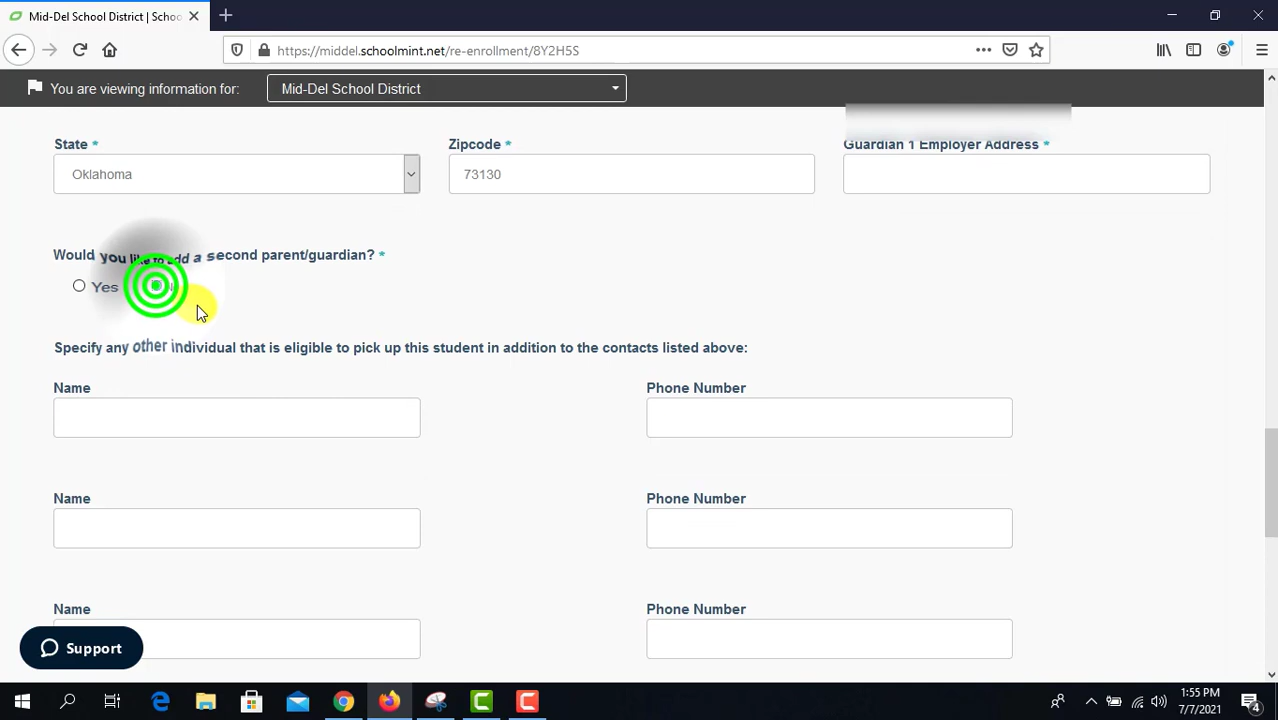 Mid-Del School District | Schoo
https://middel.schoolmint.net/re-enrollment/8Y2H5S
You are viewing information for:
Mid-Del School District
State *
Zipcode *
Guardian 1 Employer Address *
Oklahoma
73130
Would you like to add a second parent/guardian? *
Yes
Specify any other individual that is eligible to pick up this student in addition to the contacts listed above:
Name
Phone Number
Name
Phone Number
Name
Phone Number
Support
1:55 PM
7/7/2021
4